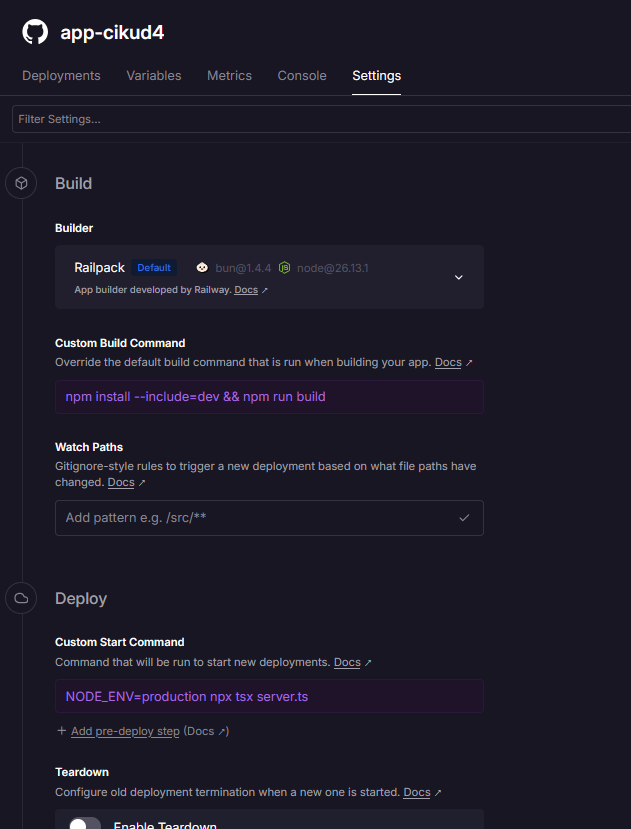 app-cikud4
Deployments Variables Metrics Console Settings
Filter Settings...
Build
Builder
Railpack Default bun@1.4.4 node@26.13.1
App builder developed by Railway. Docs ↗
Custom Build Command
Override the default build command that is run when building your app. Docs ↗
npm install --include=dev && npm run build
Watch Paths
Gitignore-style rules to trigger a new deployment based on what file paths have
changed. Docs ↗
Add pattern e.g. /src/**
Deploy
Custom Start Command
Command that will be run to start new deployments. Docs ↗
NODE_ENV=production npx tsx server.ts
+ Add pre-deploy step (Docs ↗)
Teardown
Configure old deployment termination when a new one is started. Docs ↗
Enable Teardown